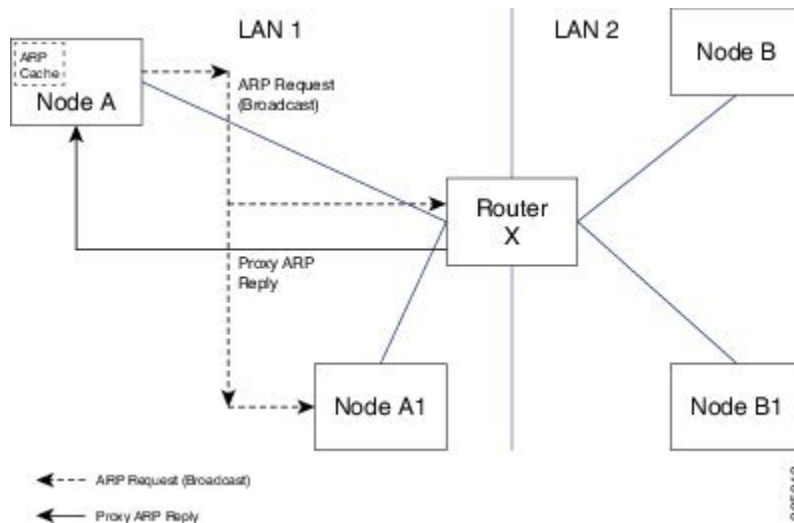 LAN 1
LAN 2
ARP
Cache
Node A
ARP Request
(Broadcast)
Node B
Router
X
Proxy ARP
Reply
Node A1
Node B1
ARP Request (Broadcast)
Proxy ARP Reply